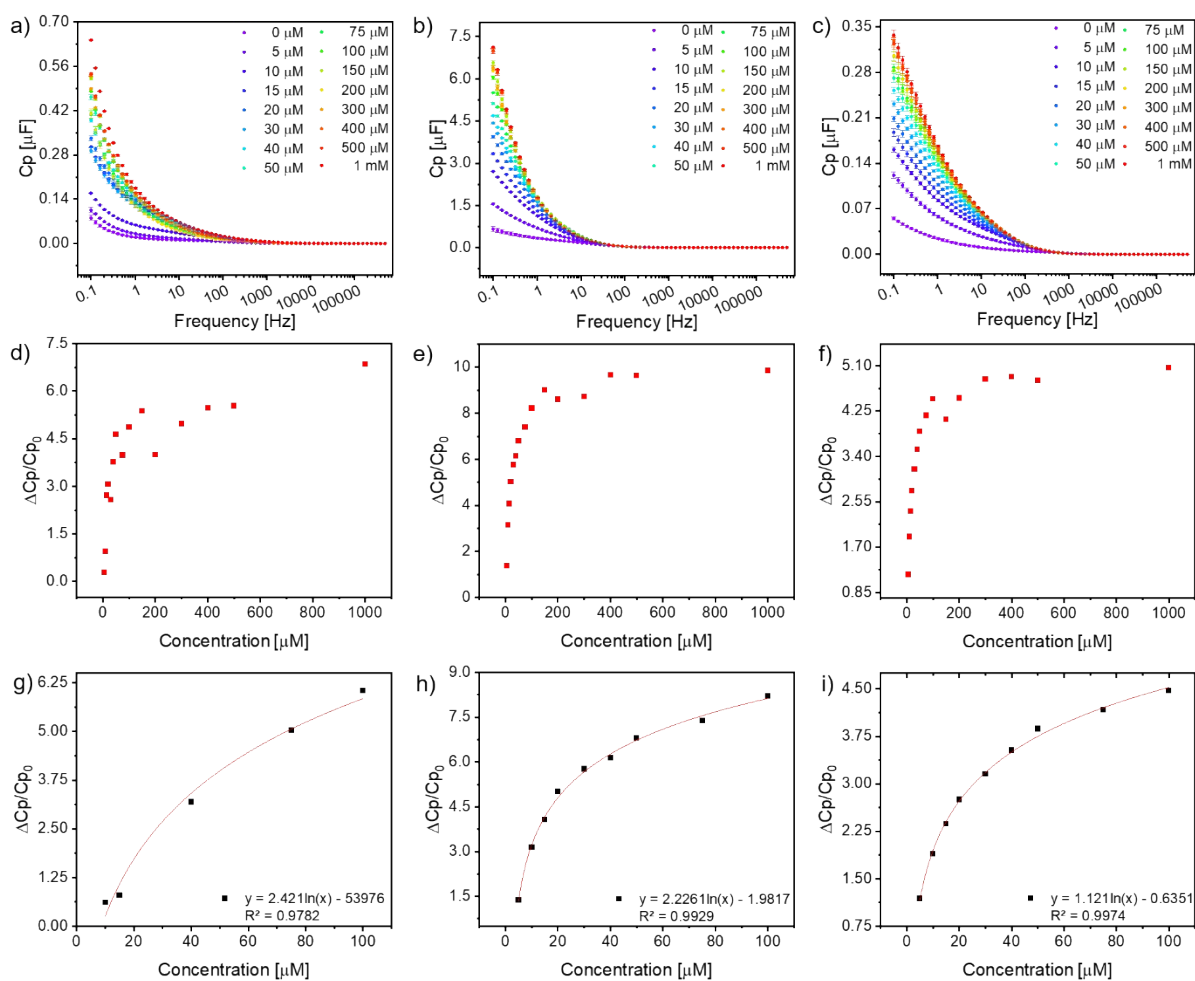 a)
0.70
0.56
0.42
0.28
0.14
0.00
Cp [μF]
0 μM
5 μM
10 μM
15 μM
20 μM
30 μM
40 μM
50 μM
75 μM
100 μM
150 μM
200 μM
300 μM
400 μM
500 μM
1 mM
0.1
1
10
100
1000
100000
Frequency [Hz]
b)
7.5
6.0
4.5
3.0
1.5
0.0
Cp [μF]
0 μM
5 μM
10 μM
15 μM
20 μM
30 μM
40 μM
50 μM
75 μM
100 μM
150 μM
200 μM
300 μM
400 μM
500 μM
1 mM
0.1
1
10
100
1000
100000
Frequency [Hz]
c)
0.35
0.28
0.21
0.14
0.07
0.00
Cp [μF]
0 μM
5 μM
10 μM
15 μM
20 μM
30 μM
40 μM
50 μM
75 μM
100 μM
150 μM
200 μM
300 μM
400 μM
500 μM
1 mM
0.1
1
10
100
1000
100000
Frequency [Hz]
d)
7.5
6.0
4.5
3.0
1.5
0.0
ΔCp/Cp0
0 200 400 600 800 1000
Concentration [μM]
e)
10
8
6
4
2
0
ΔCp/Cp0
0 200 400 600 800 1000
Concentration [μM]
f)
5.10
4.25
3.40
2.55
1.70
0.85
ΔCp/Cp0
0 200 400 600 800 1000
Concentration [μM]
g)
6.25
5.00
3.75
2.50
1.25
0.00
ΔCp/Cp0
y = 2.421ln(x) - 53976
R² = 0.9782
0 20 40 60 80 100
Concentration [μM]
h)
9.0
7.5
6.0
4.5
3.0
1.5
ΔCp/Cp0
y = 2.2261ln(x) - 1.9817
R² = 0.9929
0 20 40 60 80 100
Concentration [μM]
i)
4.50
3.75
3.00
2.25
1.50
0.75
ΔCp/Cp0
y = 1.121ln(x) - 0.6351
R² = 0.9974
0 20 40 60 80 100
Concentration [μM]